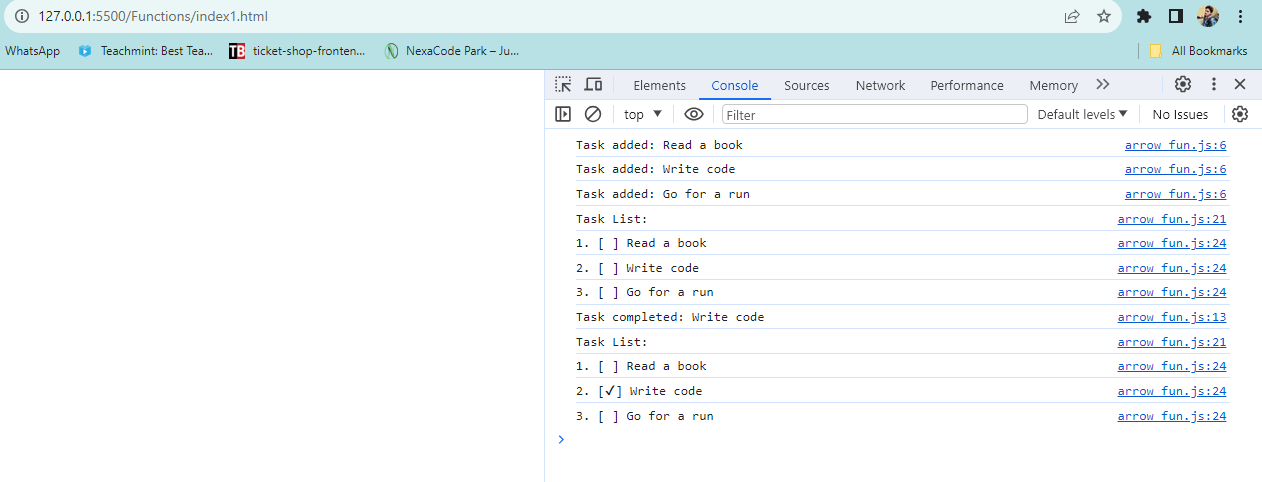 127.0.0.1:5500/Functions/index1.html
WhatsApp Teachmint: Best Tea... TB ticket-shop-fronten... NexaCode Park – Ju... All Bookmarks
Elements Console Sources Network Performance Memory
top Filter Default levels No Issues
Task added: Read a book arrow fun.js:6
Task added: Write code arrow fun.js:6
Task added: Go for a run arrow fun.js:6
Task List: arrow fun.js:21
1. [ ] Read a book arrow fun.js:24
2. [ ] Write code arrow fun.js:24
3. [ ] Go for a run arrow fun.js:24
Task completed: Write code arrow fun.js:13
Task List: arrow fun.js:21
1. [ ] Read a book arrow fun.js:24
2. [✓] Write code arrow fun.js:24
3. [ ] Go for a run arrow fun.js:24